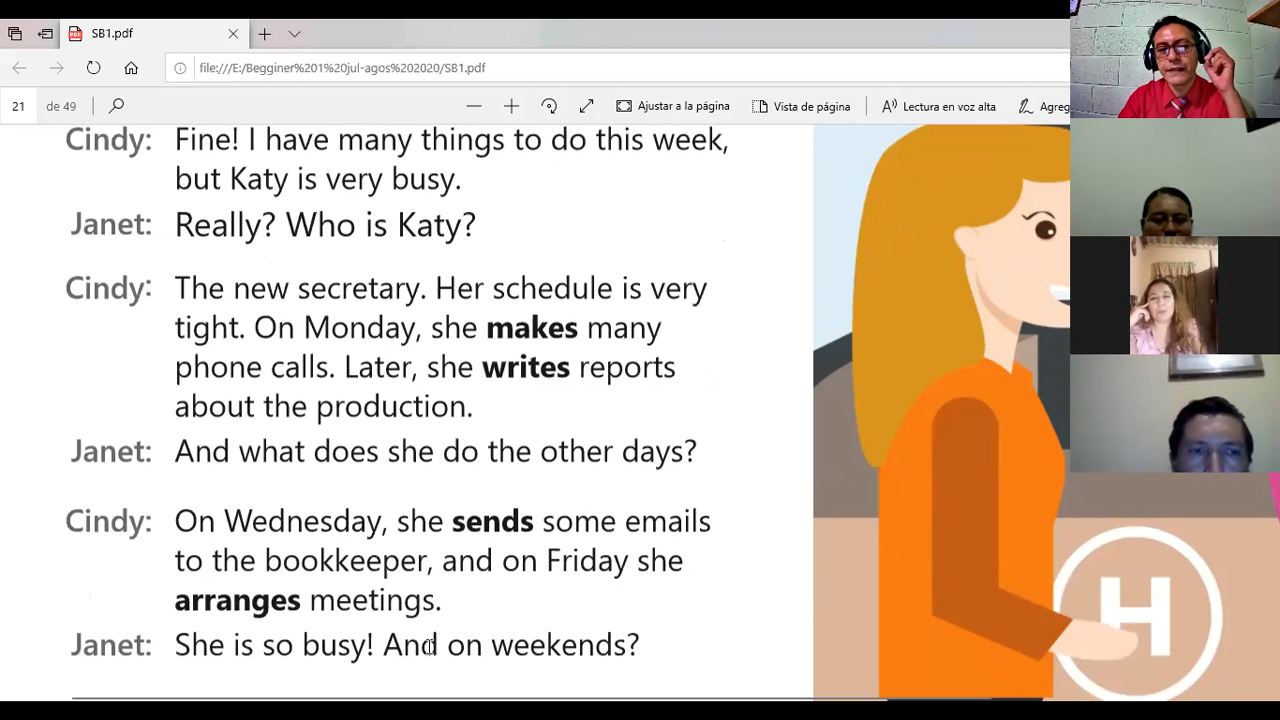 SB1.pdf
file:///E:/Begginer%201%20jul-agos%202020/SB1.pdf
21 de 49
Ajustar a la página
Vista de página
Lectura en voz alta
Agreg
Cindy: Fine! I have many things to do this week,
but Katy is very busy.
Janet: Really? Who is Katy?
Cindy: The new secretary. Her schedule is very
tight. On Monday, she makes many
phone calls. Later, she writes reports
about the production.
Janet: And what does she do the other days?
Cindy: On Wednesday, she sends some emails
to the bookkeeper, and on Friday she
arranges meetings.
Janet: She is so busy! And on weekends?
H